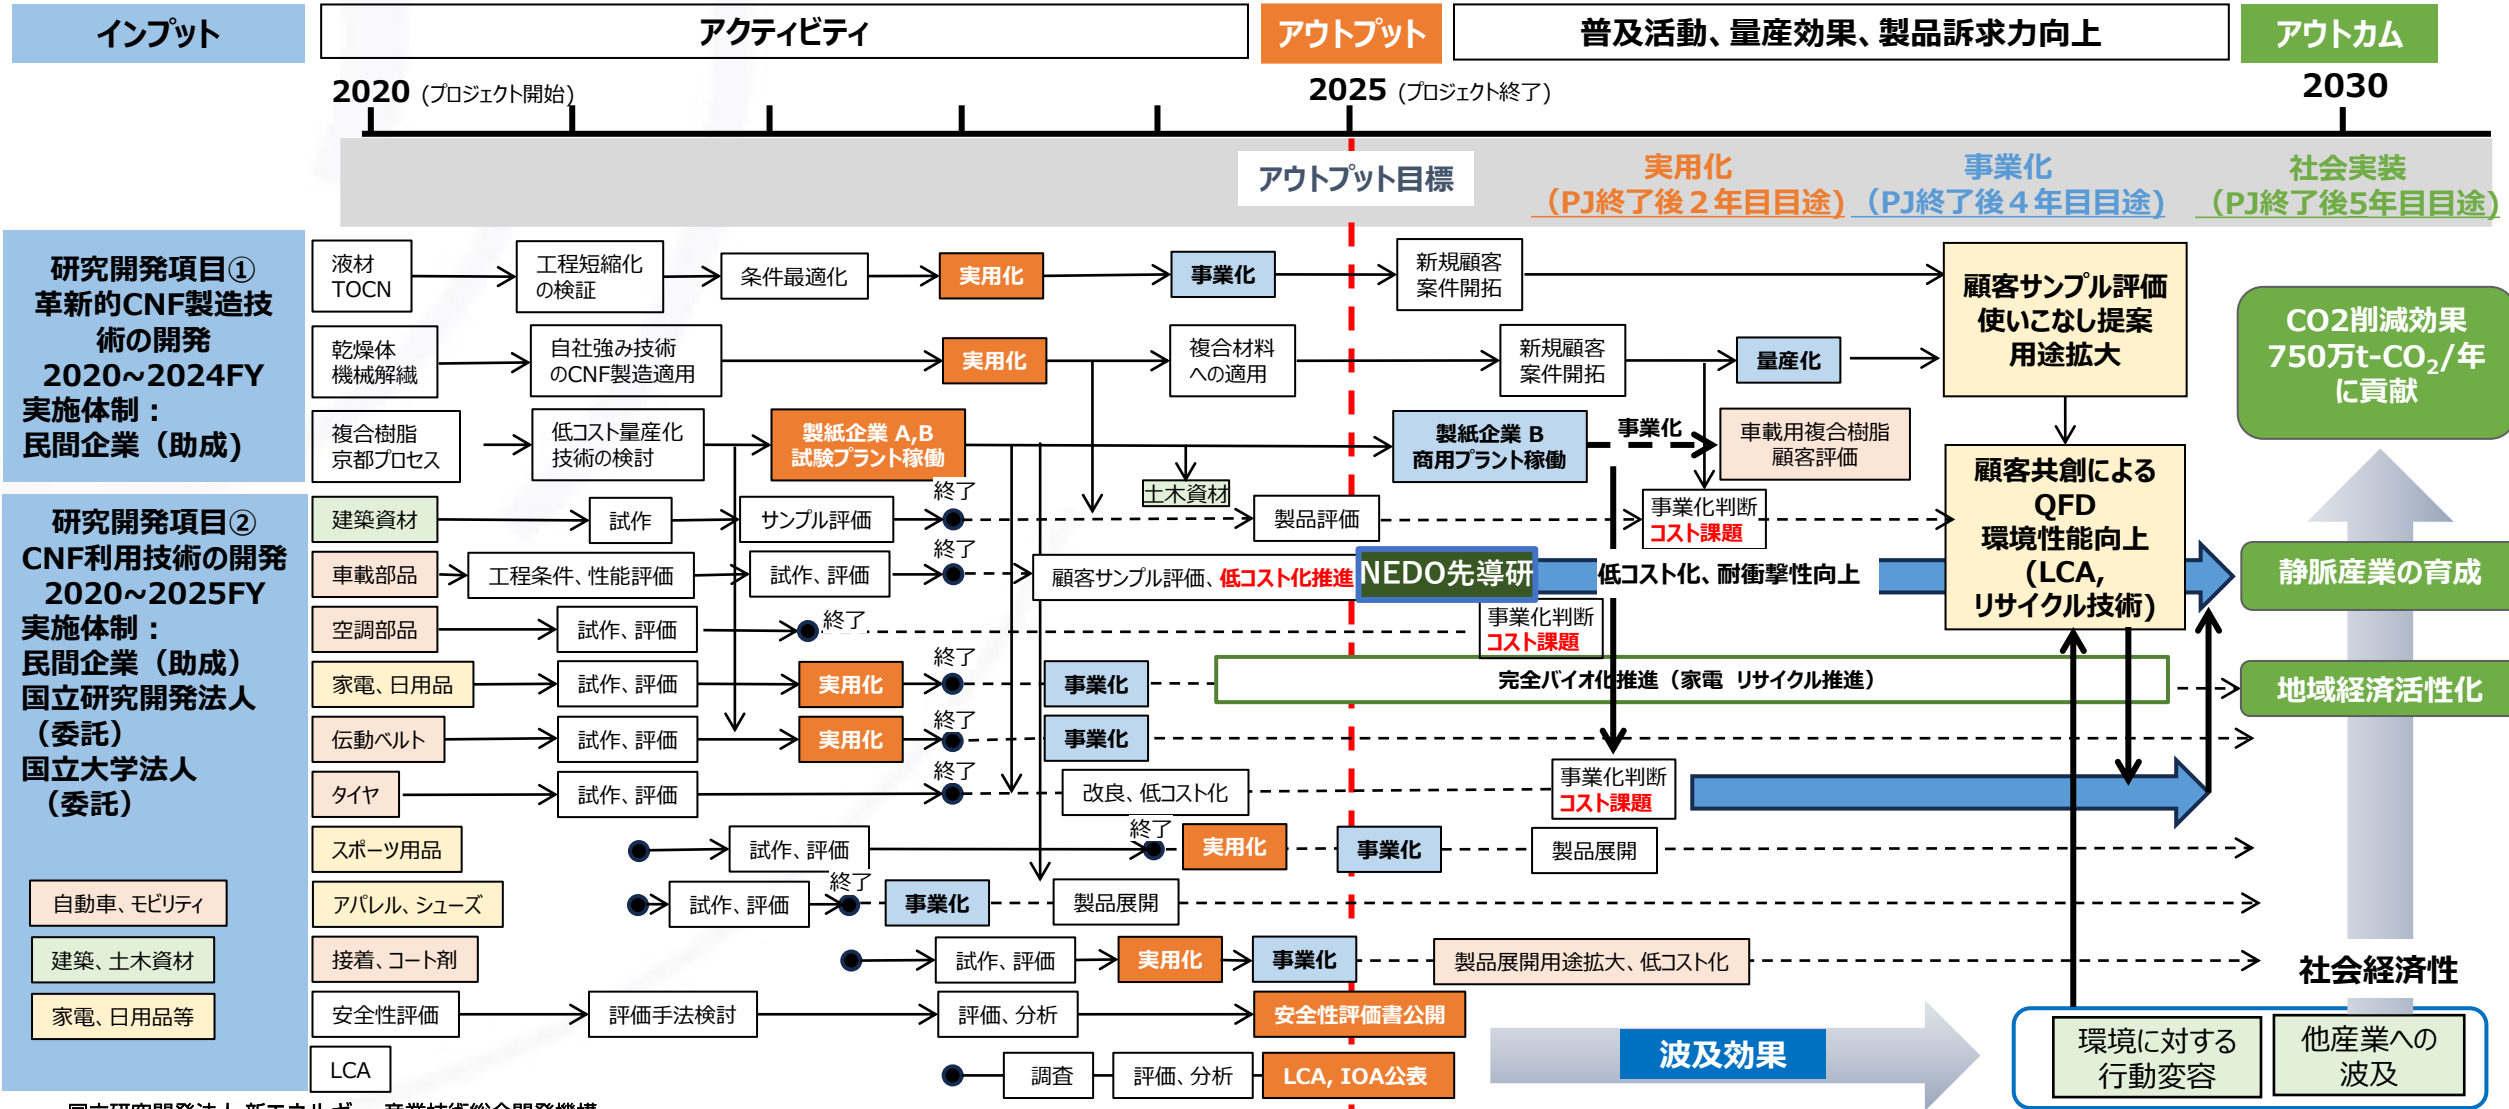 インプット
アクティビティ
アウトプット
普及活動、量産効果、製品訴求力向上
アウトカム
2020 (プロジェクト開始)
2025 (プロジェクト終了)
2030
アウトプット目標
実用化
(PJ終了後２年目目途)
事業化
(PJ終了後４年目目途)
社会実装
(PJ終了後5年目目途)
研究開発項目①
革新的CNF製造技
術の開発
2020~2024FY
実施体制：
民間企業（助成)
液材
TOCN
工程短縮化
の検証
条件最適化
実用化
事業化
新規顧客
案件開拓
顧客サンプル評価
使いこなし提案
用途拡大
乾燥体
機械解繊
自社強み技術
のCNF製造適用
実用化
複合材料
への適用
新規顧客
案件開拓
量産化
複合樹脂
京都プロセス
低コスト量産化
技術の検討
製紙企業 A,B
試験プラント稼働
製紙企業 B
商用プラント稼働
事業化
車載用複合樹脂
顧客評価
土木資材
CO2削減効果
750万t-CO2/年
に貢献
研究開発項目②
CNF利用技術の開発
2020~2025FY
実施体制：
民間企業（助成）
国立研究開発法人
（委託）
国立大学法人
（委託）
建築資材
試作
サンプル評価
終了
製品評価
事業化判断
コスト課題
顧客共創による
QFD
環境性能向上
(LCA,
リサイクル技術)
車載部品
工程条件、性能評価
試作、評価
終了
顧客サンプル評価、低コスト化推進
NEDO先導研
低コスト化、耐衝撃性向上
静脈産業の育成
空調部品
試作、評価
終了
事業化判断
コスト課題
家電、日用品
試作、評価
実用化
終了
事業化
完全バイオ化推進（家電 リサイクル推進）
地域経済活性化
伝動ベルト
試作、評価
実用化
終了
事業化
タイヤ
試作、評価
終了
改良、低コスト化
事業化判断
コスト課題
スポーツ用品
試作、評価
終了
実用化
事業化
製品展開
アパレル、シューズ
試作、評価
終了
事業化
製品展開
接着、コート剤
試作、評価
実用化
事業化
製品展開用途拡大、低コスト化
安全性評価
評価手法検討
評価、分析
安全性評価書公開
LCA
調査
評価、分析
LCA, IOA公表
自動車、モビリティ
建築、土木資材
家電、日用品等
波及効果
社会経済性
環境に対する
行動変容
他産業への
波及
国立研究開発法人 新エネルギー・産業技術総合開発機構